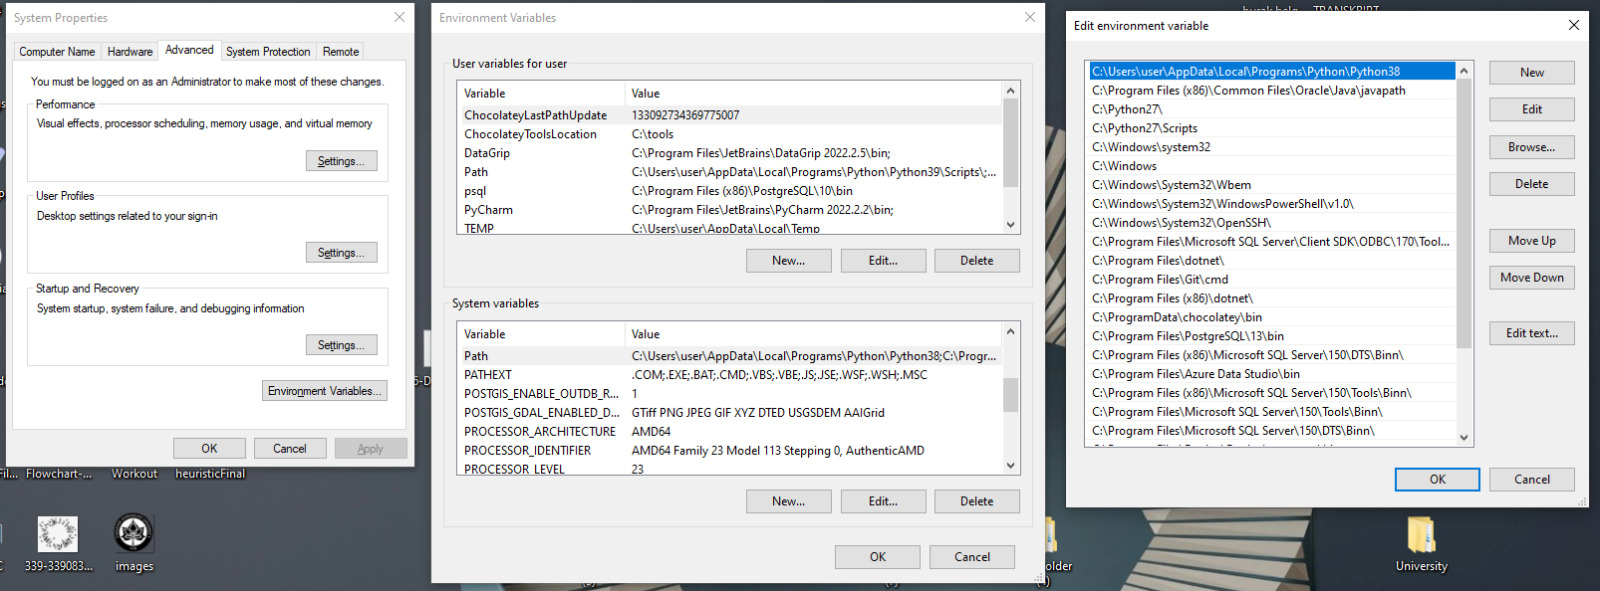 System Properties
Computer Name Hardware Advanced System Protection Remote
You must be logged on as an Administrator to make most of these changes.
Performance
Visual effects, processor scheduling, memory usage, and virtual memory
Settings...
User Profiles
Desktop settings related to your sign-in
Settings...
Startup and Recovery
System startup, system failure, and debugging information
Settings...
Environment Variables...
OK Cancel Apply
Environment Variables
User variables for user
Variable Value
ChocolateyLastPathUpdate 133092734369775007
ChocolateyToolsLocation C:\tools
DataGrip C:\Program Files\JetBrains\DataGrip 2022.2.5\bin;
Path C:\Users\user\AppData\Local\Programs\Python\Python39\Scripts\;...
psql C:\Program Files (x86)\PostgreSQL\10\bin
PyCharm C:\Program Files\JetBrains\PyCharm 2022.2.2\bin;
TEMP C:\Users\user\AppData\Local\Temp
New... Edit... Delete
System variables
Variable Value
Path C:\Users\user\AppData\Local\Programs\Python\Python38;C:\Progr...
PATHEXT .COM;.EXE;.BAT;.CMD;.VBS;.VBE;.JS;.JSE;.WSF;.WSH;.MSC
POSTGIS_ENABLE_OUTDB_R... 1
POSTGIS_GDAL_ENABLED_D... GTiff PNG JPEG GIF XYZ DTED USGSDEM AAIGrid
PROCESSOR_ARCHITECTURE AMD64
PROCESSOR_IDENTIFIER AMD64 Family 23 Model 113 Stepping 0, AuthenticAMD
PROCESSOR_LEVEL 23
New... Edit... Delete
OK Cancel
TRANSKRIPT
Edit environment variable
C:\Users\user\AppData\Local\Programs\Python\Python38
C:\Program Files (x86)\Common Files\Oracle\Java\javapath
C:\Python27\
C:\Python27\Scripts
C:\Windows\system32
C:\Windows
C:\Windows\System32\Wbem
C:\Windows\System32\WindowsPowerShell\v1.0\
C:\Windows\System32\OpenSSH\
C:\Program Files\Microsoft SQL Server\Client SDK\ODBC\170\Tool...
C:\Program Files\dotnet\
C:\Program Files\Git\cmd
C:\Program Files (x86)\dotnet\
C:\ProgramData\chocolatey\bin
C:\Program Files\PostgreSQL\13\bin
C:\Program Files (x86)\Microsoft SQL Server\150\DTS\Binn\
C:\Program Files\Azure Data Studio\bin
C:\Program Files (x86)\Microsoft SQL Server\150\Tools\Binn\
C:\Program Files\Microsoft SQL Server\150\Tools\Binn\
C:\Program Files\Microsoft SQL Server\150\DTS\Binn\
New
Edit
Browse...
Delete
Move Up
Move Down
Edit text...
OK Cancel
Flowchart-... Workout heuristicFinal
339-339083... images
older
University